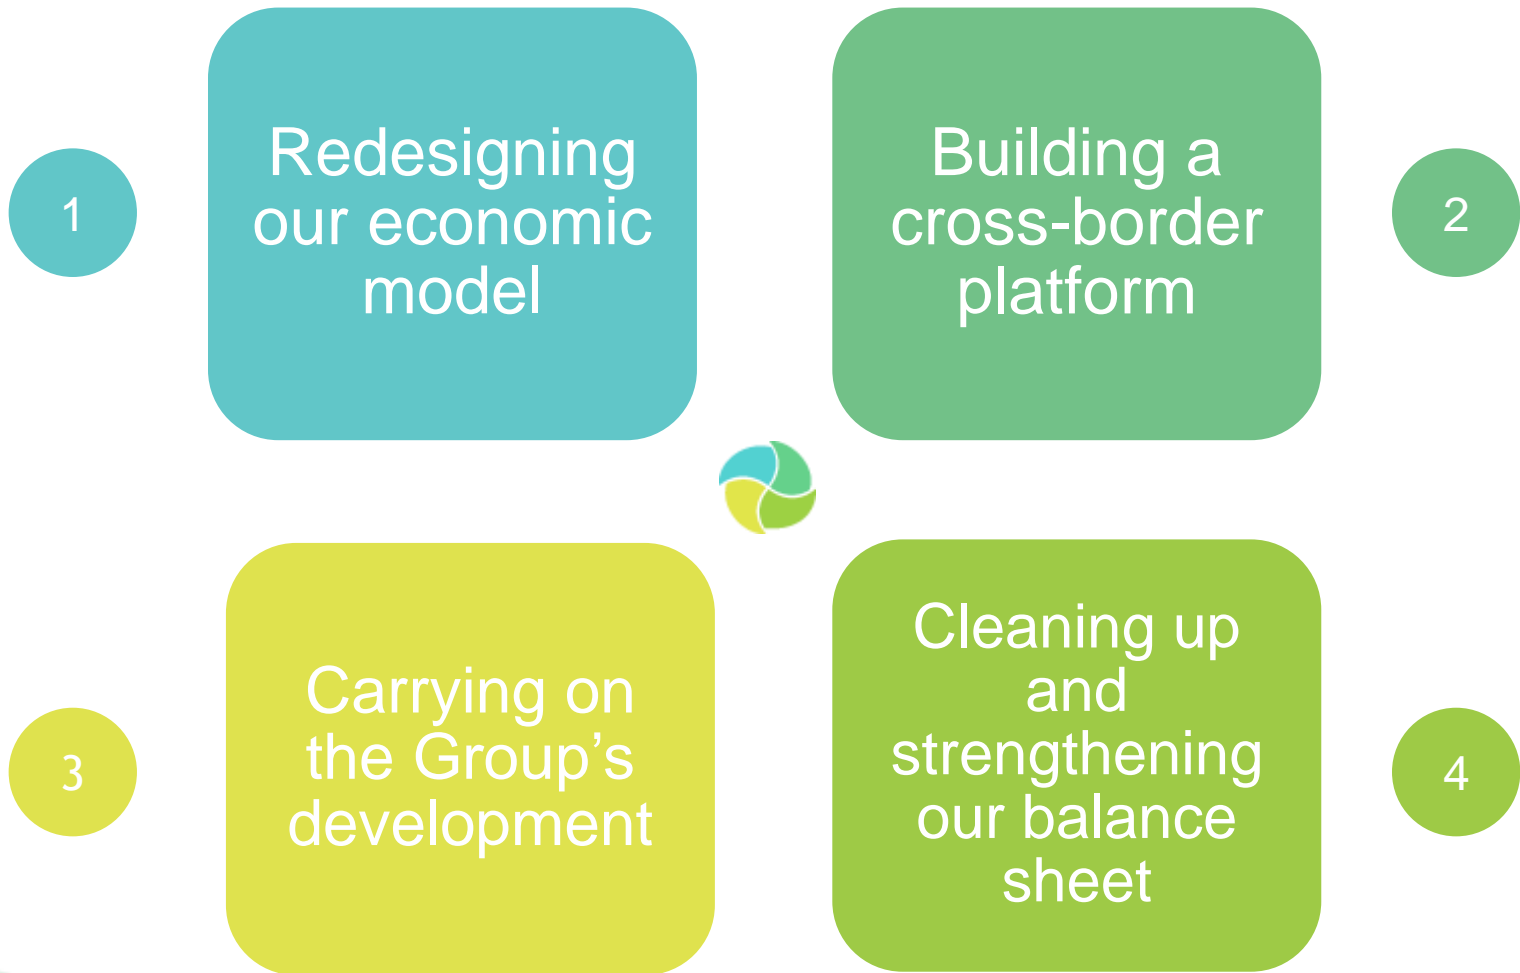 1
Redesigning
our economic
model
Building a
cross-border
platform
2
3
Carrying on
the Group’s
development
Cleaning up
and
strengthening
our balance
sheet
4